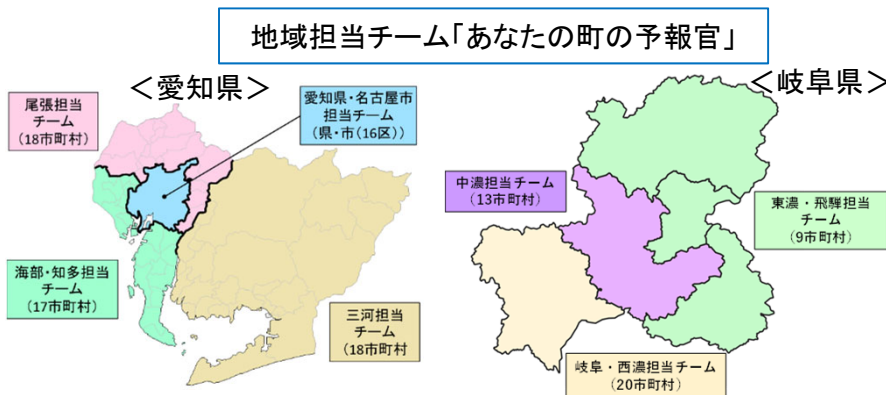 地域担当チーム「あなたの町の予報官」
＜愛知県＞
＜岐阜県＞
尾張担当
チーム
（18市町村）
愛知県・名古屋市
担当チーム
（県・市（16区））
海部・知多担当
チーム
（17市町村）
三河担当
チーム
（18市町村
中濃担当チーム
（13市町村）
東濃・飛騨担当
チーム
（9市町村）
岐阜・西濃担当チーム
（20市町村）